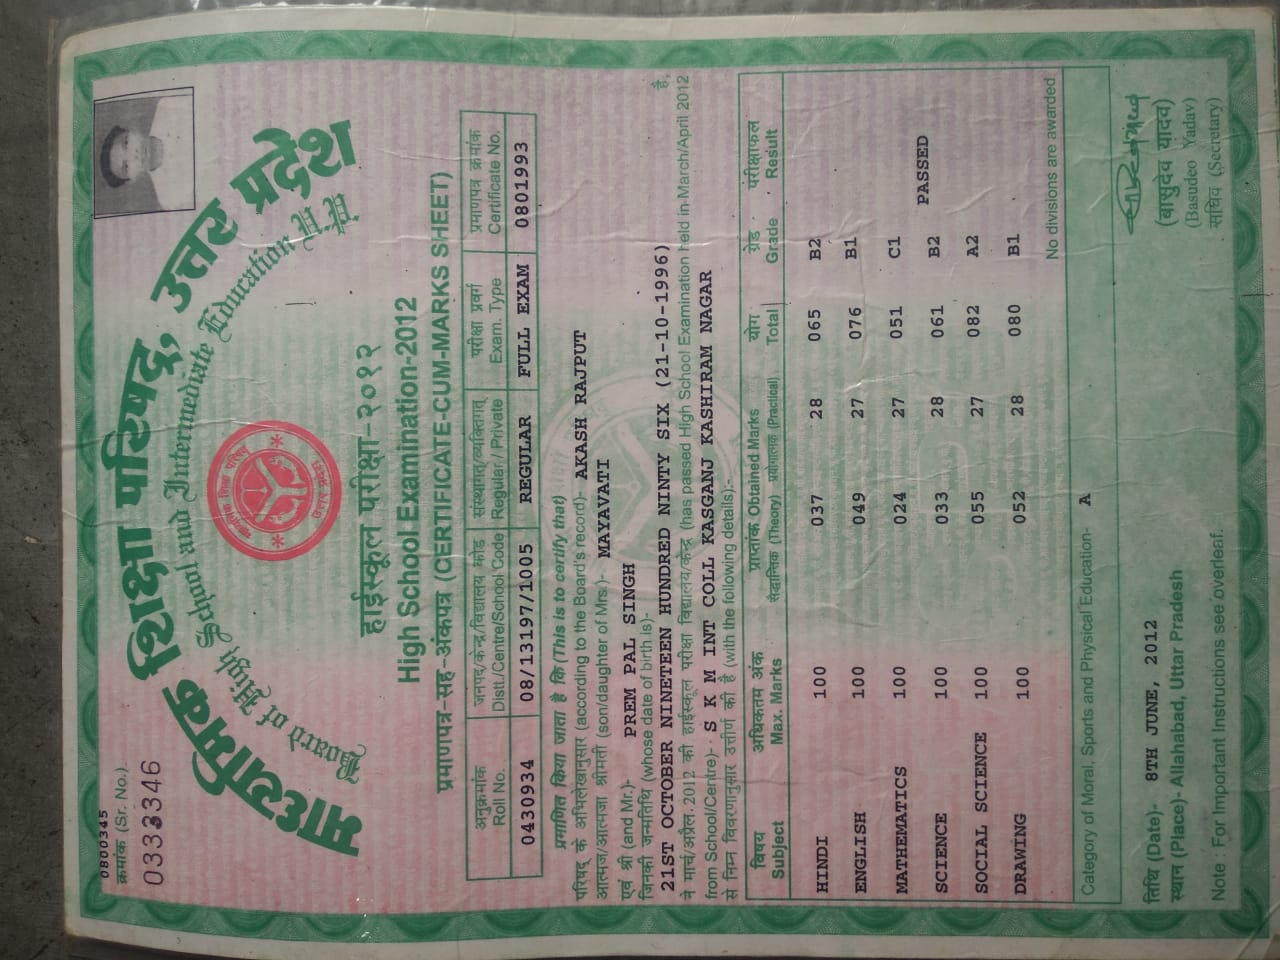 0800345
क्रमांक (Sr. No.)
0333346
माध्यमिक शिक्षा परिषद, उत्तर प्रदेश
Board of High School and Intermediate Education U.P.
हाईस्कूल परीक्षा-२०१२
High School Examination-2012
प्रमाणपत्र-सह-अंकपत्र (CERTIFICATE-CUM-MARKS SHEET)
अनुक्रमांक जनपद/केन्द्र/विद्यालय कोड संस्थागत/व्यक्तिगत् परीक्षा प्रवर्ग प्रमाणपत्र क्रमांक
Roll No. Distt./Centre/School Code Regular / Private Exam. Type Certificate No.
0430934 08/13197/1005 REGULAR FULL EXAM 0801993
प्रमाणित किया जाता है कि (This is to certify that)
परिषद् के अभिलेखानुसार (according to the Board's record)- AKASH RAJPUT
आत्मज/आत्मजा श्रीमती (son/daughter of Mrs.)- MAYAVATI
एवं श्री (and Mr.)- PREM PAL SINGH
जिनकी जन्मतिथि (whose date of birth is)-
21ST OCTOBER NINETEEN HUNDRED NINTY SIX (21-10-1996) है,
ने मार्च/अप्रैल, 2012 की हाईस्कूल परीक्षा विद्यालय/केन्द्र (has passed High School Examination held in March/April 2012
from School/Centre)- S K M INT COLL KASGANJ KASHIRAM NAGAR
से निम्न विवरणानुसार उत्तीर्ण की है (with the following details):-
विषय अधिकतम अंक प्राप्तांक Obtained Marks योग ग्रेड परीक्षाफल
Subject Max. Marks सैद्धान्तिक (Theory) प्रयोगात्मक (Practical) Total Grade Result
HINDI 100 037 28 065 B2
ENGLISH 100 049 27 076 B1
MATHEMATICS 100 024 27 051 C1
SCIENCE 100 033 28 061 B2 PASSED
SOCIAL SCIENCE 100 055 27 082 A2
DRAWING 100 052 28 080 B1
No divisions are awarded
Category of Moral, Sports and Physical Education- A
तिथि (Date)- 8TH JUNE, 2012
स्थान (Place)- Allahabad, Uttar Pradesh
(बासुदेव यादव)
(Basudeo Yadav)
सचिव (Secretary)
Note : For Important Instructions see overleaf.